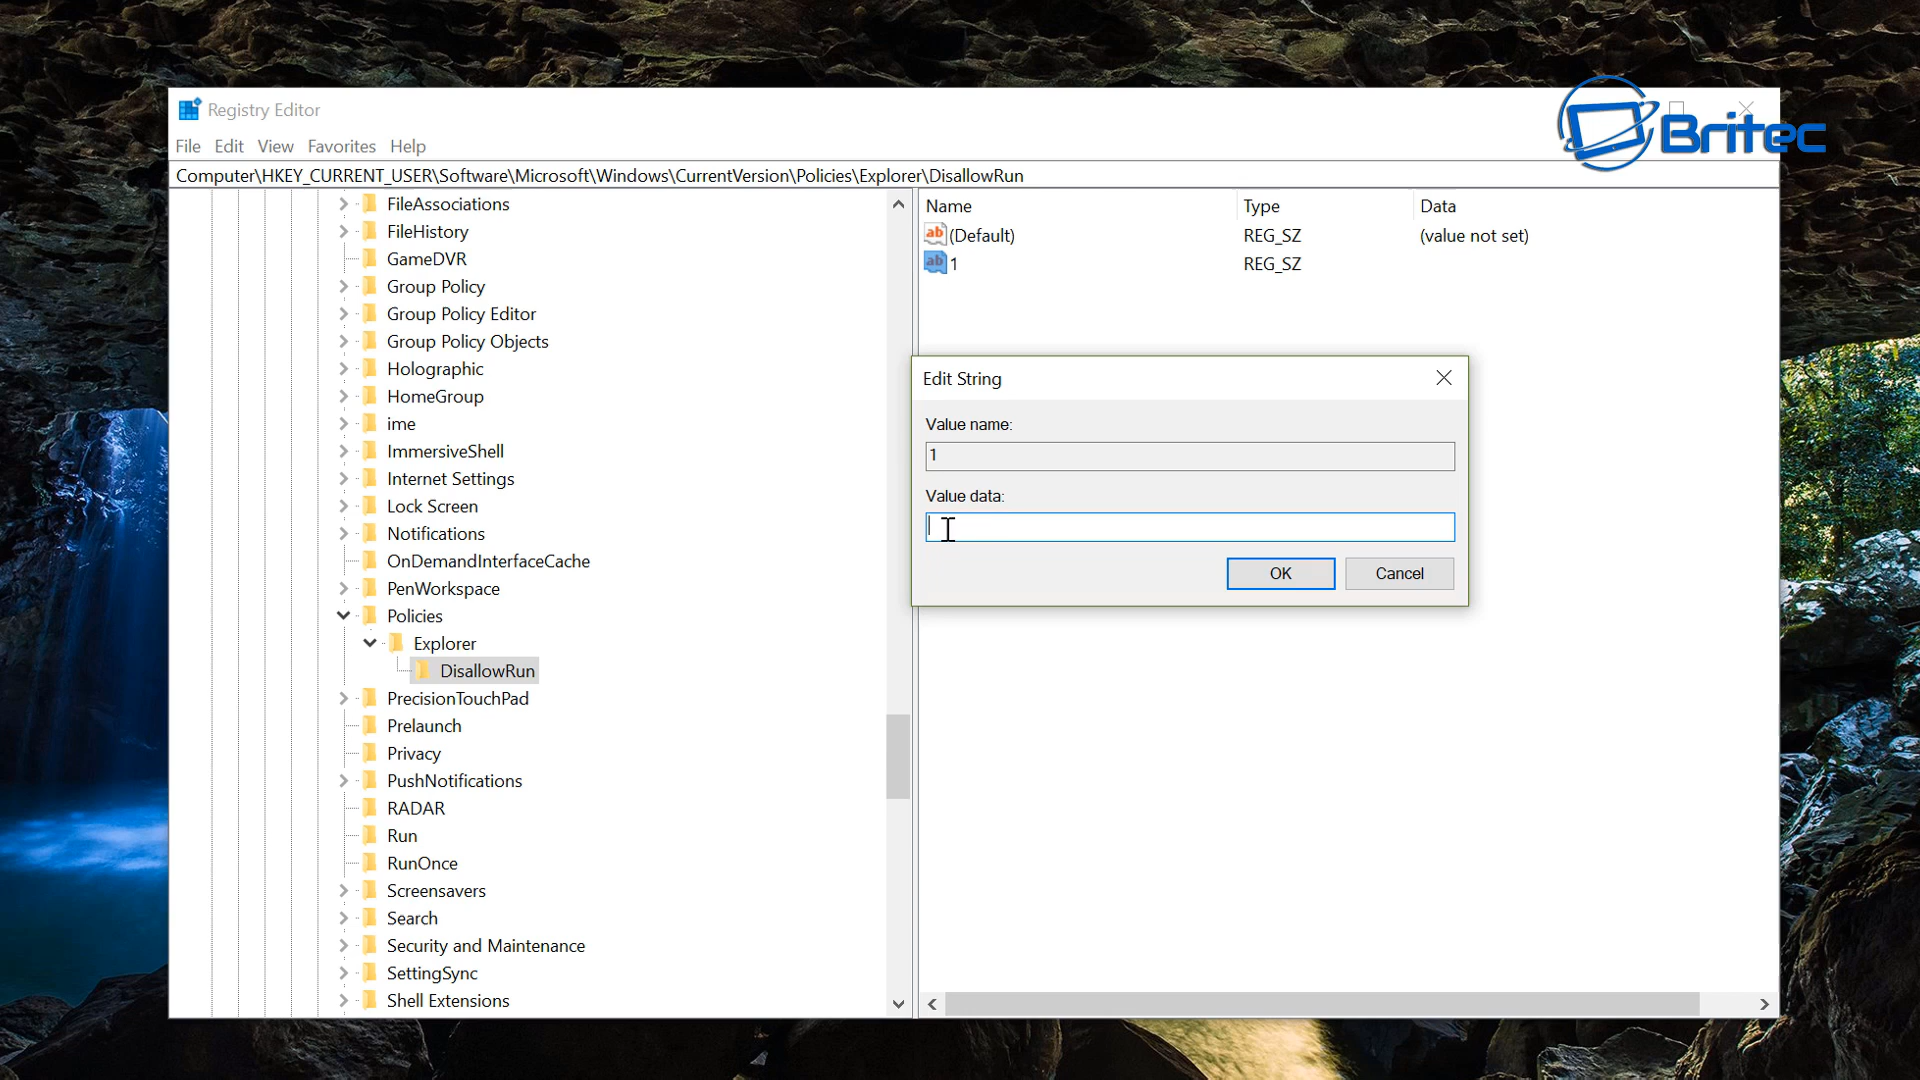 Registry Editor
Britec
File Edit View Favorites Help
Computer\HKEY_CURRENT_USER\Software\Microsoft\Windows\CurrentVersion\Policies\Explorer\DisallowRun
FileAssociations
FileHistory
GameDVR
Group Policy
Group Policy Editor
Group Policy Objects
Holographic
HomeGroup
ime
ImmersiveShell
Internet Settings
Lock Screen
Notifications
OnDemandInterfaceCache
PenWorkspace
Policies
Explorer
DisallowRun
PrecisionTouchPad
Prelaunch
Privacy
PushNotifications
RADAR
Run
RunOnce
Screensavers
Search
Security and Maintenance
SettingSync
Shell Extensions
Name Type Data
ab (Default) REG_SZ (value not set)
ab 1 REG_SZ
Edit String
Value name:
1
Value data:
OK Cancel